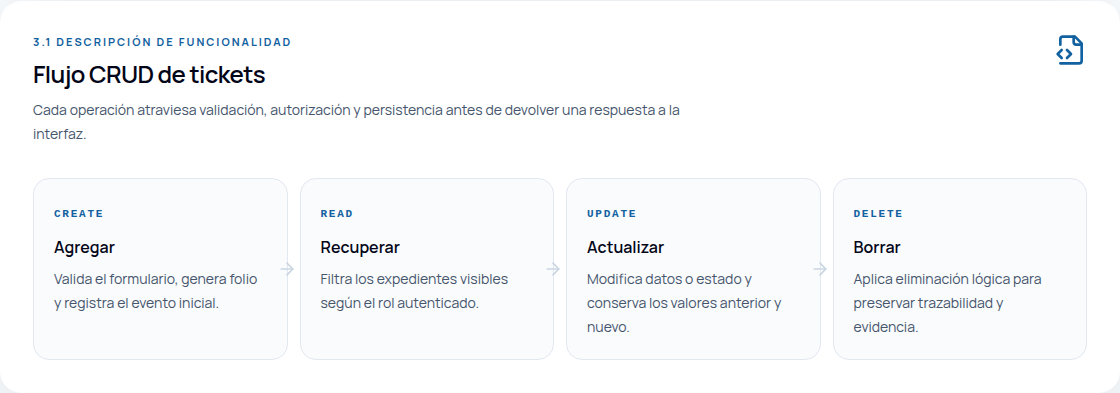 3.1 DESCRIPCIÓN DE FUNCIONALIDAD
Flujo CRUD de tickets
Cada operación atraviesa validación, autorización y persistencia antes de devolver una respuesta a la
interfaz.
CREATE
Agregar
Valida el formulario, genera folio
y registra el evento inicial.
READ
Recuperar
Filtra los expedientes visibles
según el rol autenticado.
UPDATE
Actualizar
Modifica datos o estado y
conserva los valores anterior y
nuevo.
DELETE
Borrar
Aplica eliminación lógica para
preservar trazabilidad y
evidencia.